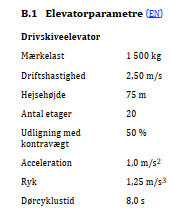 B.1 Elevatorparametre (EN)
Drivskiveelevator
Mærkelast 1 500 kg
Driftshastighed 2,50 m/s
Hejsehøjde 75 m
Antal etager 20
Udligning med kontravægt 50 %
Acceleration 1,0 m/s²
Ryk 1,25 m/s³
Dørcyklustid 8,0 s